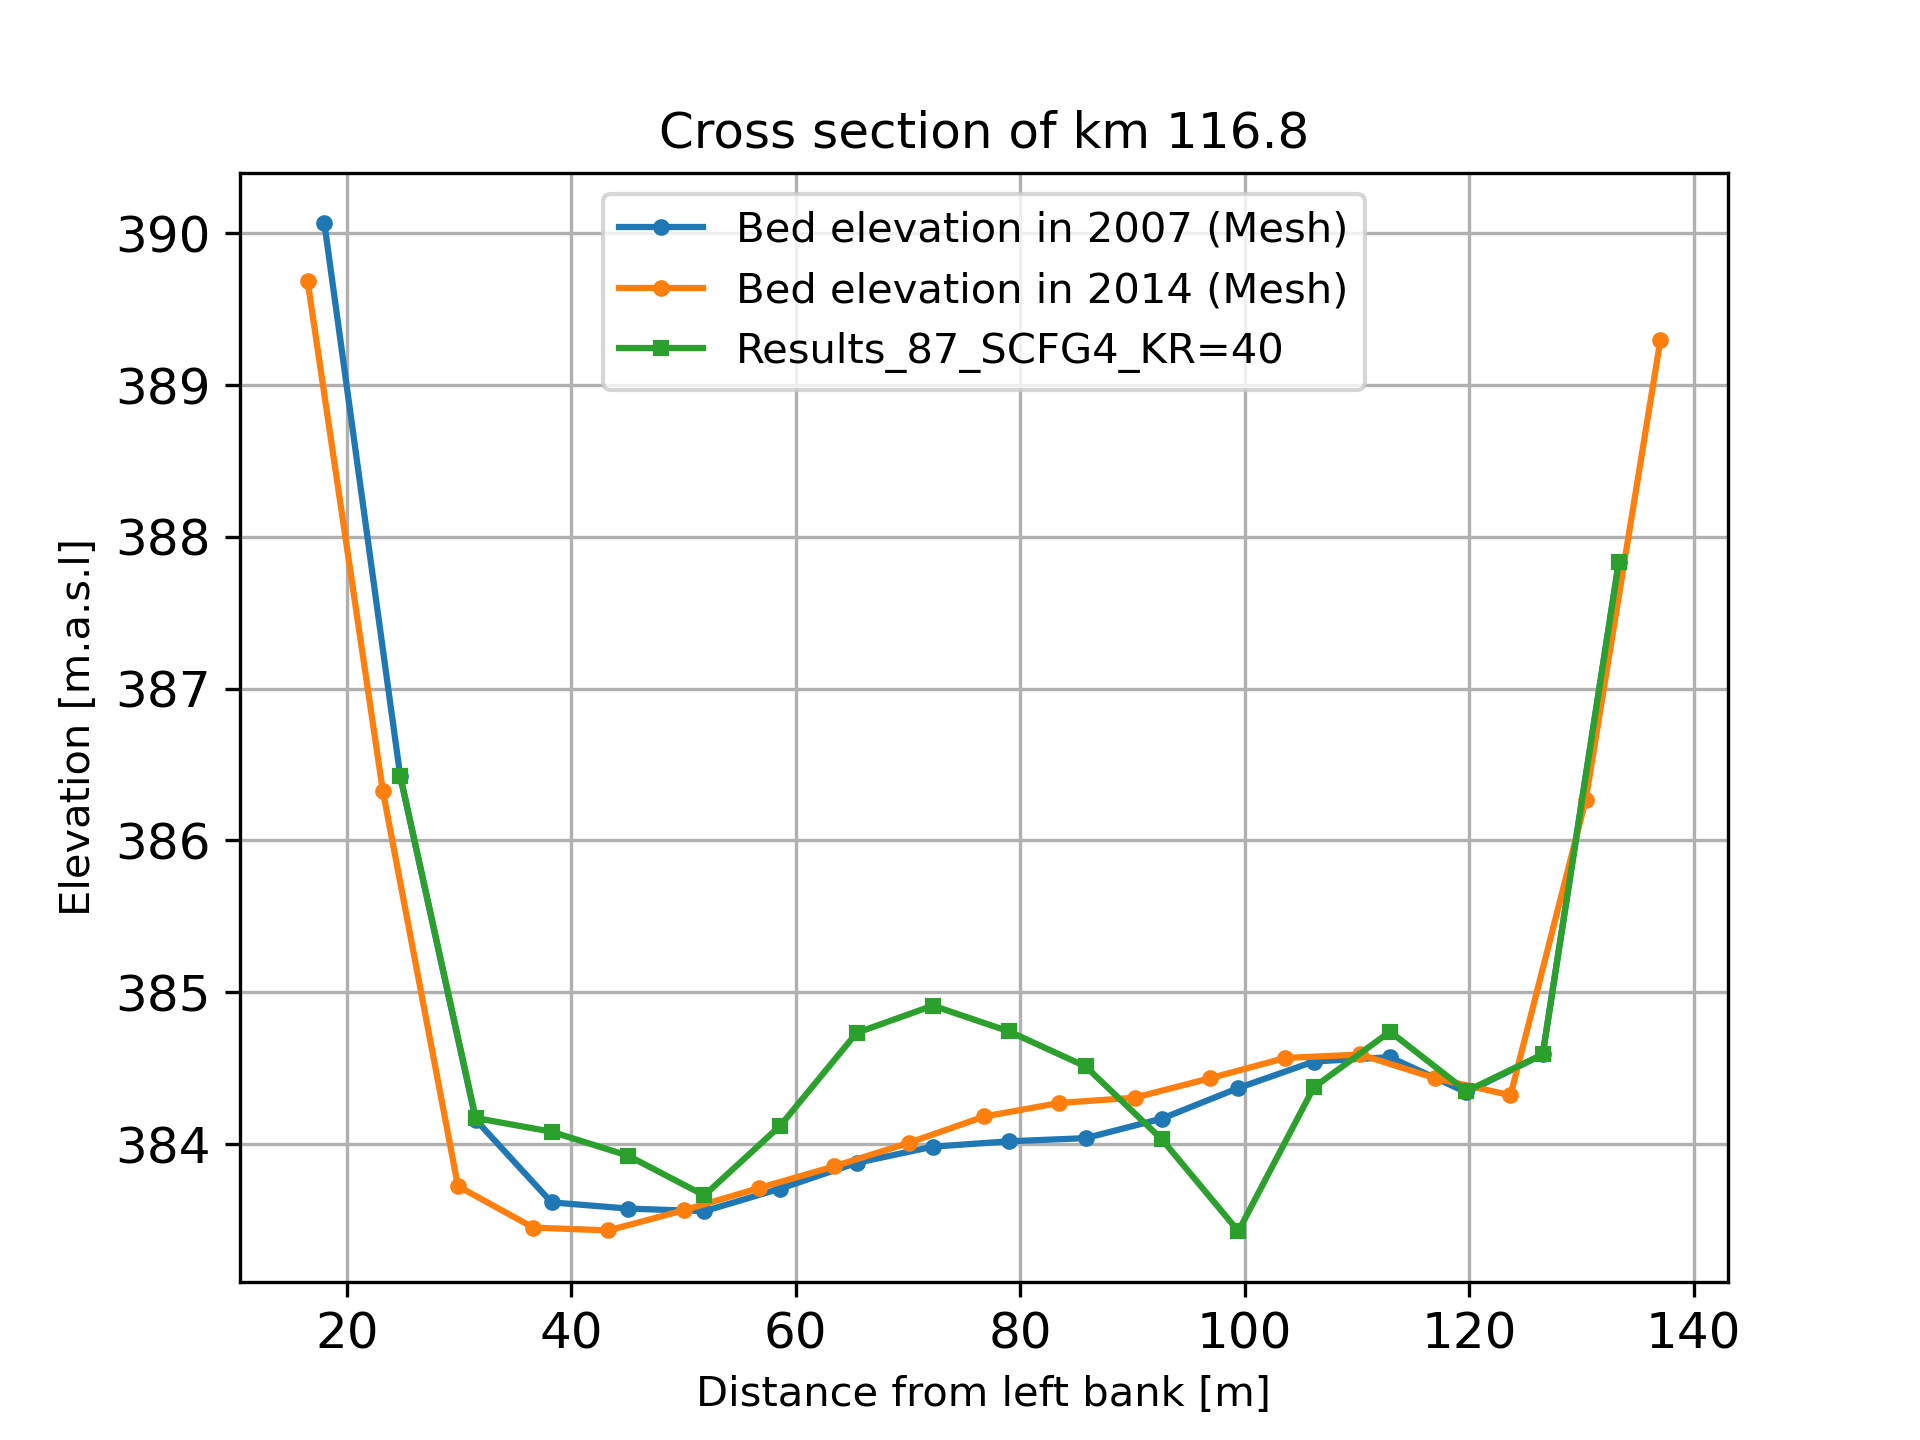 Cross section of km 116.8
Bed elevation in 2007 (Mesh)
Bed elevation in 2014 (Mesh)
Results_87_SCFG4_KR=40
390
389
388
387
386
385
384
Elevation [m.a.s.l]
20 40 60 80 100 120 140
Distance from left bank [m]